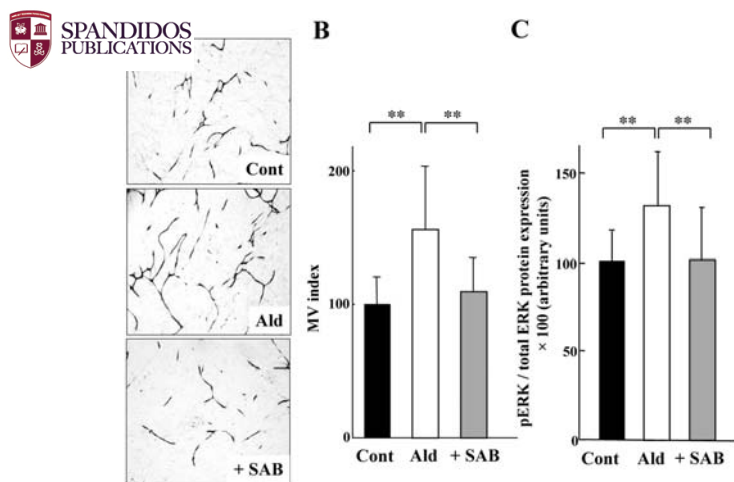 SPANDIDOS
PUBLICATIONS
Cont
Ald
+ SAB
B
**
**
200
100
0
MV index
Cont
Ald
+ SAB
C
**
**
150
100
50
0
pERK / total ERK protein expression
× 100 (arbitrary units)
Cont
Ald
+ SAB